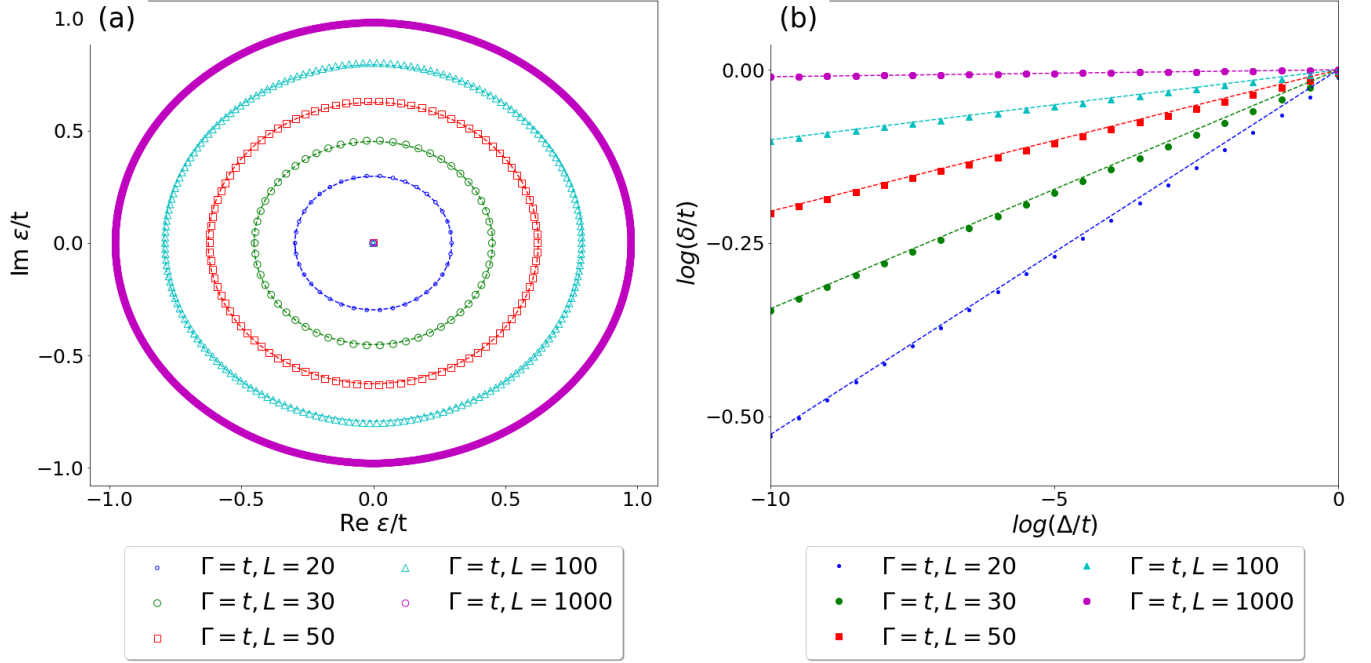 (a)
1.0
0.5
0.0
−0.5
−1.0
Im ε/t
−1.0 −0.5 0.0 0.5 1.0
Re ε/t
Γ = t, L = 20
Γ = t, L = 30
Γ = t, L = 50
Γ = t, L = 100
Γ = t, L = 1000
(b)
0.00
−0.25
−0.50
log(δ/t)
−10 −5 0
log(Δ/t)
Γ = t, L = 20
Γ = t, L = 30
Γ = t, L = 50
Γ = t, L = 100
Γ = t, L = 1000